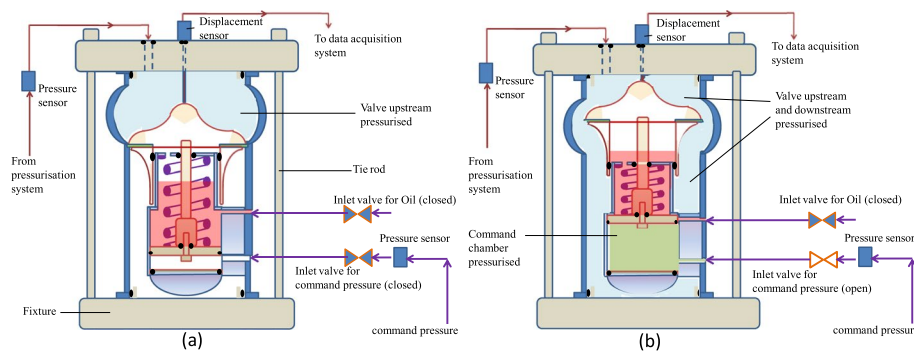 Displacement
sensor
To data acquisition
system
Pressure
sensor
Valve upstream
pressurised
From
pressurisation
system
Tie rod
Inlet valve for Oil (closed)
Pressure sensor
Inlet valve for
command pressure (closed)
Fixture
command pressure
(a)
Displacement
sensor
To data acquisition
system
Pressure
sensor
Valve upstream
and downstream
pressurised
From
pressurisation
system
Inlet valve for Oil (closed)
Command
chamber
pressurised
Pressure sensor
Inlet valve for
command pressure (open)
command pressure
(b)